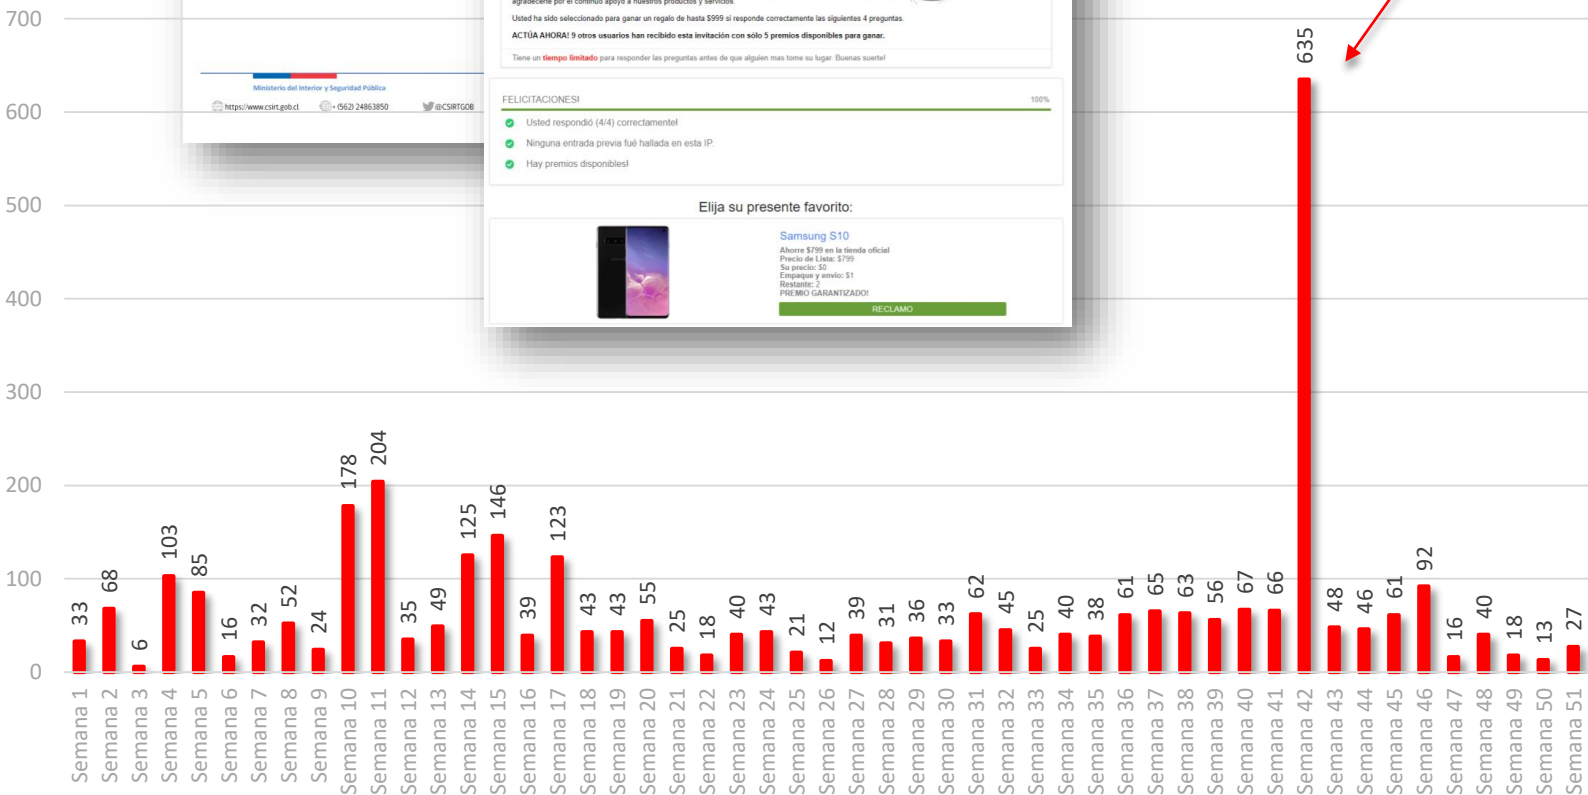 agradecerle por el continuo apoyo a nuestros productos y servicios.
Usted ha sido seleccionado para ganar un regalo de hasta $999 si responde correctamente las siguientes 4 preguntas.
ACTÚA AHORA! 9 otros usuarios han recibido esta invitación con sólo 5 premios disponibles para ganar.
Tiene un tiempo limitado para responder las preguntas antes de que alguien mas tome su lugar. Buenas suerte!
Ministerio del Interior y Seguridad Pública
https://www.csirt.gob.cl + (562) 24863850 @CSIRTGOB
FELICITACIONES! 100%
Usted respondió (4/4) correctamente!
Ninguna entrada previa fué hallada en esta IP.
Hay premios disponibles!
Elija su presente favorito:
Samsung S10
Ahorre $799 en la tienda oficial
Precio de Lista: $799
Su precio: $0
Empaque y envio: $1
Restante: 2
PREMIO GARANTIZADO!
RECLAMO
700
600
500
400
300
200
100
0
33
68
6
103
85
16
32
52
24
178
204
35
49
125
146
39
123
43
43
55
25
18
40
43
21
12
39
31
36
33
62
45
25
40
38
61
65
63
56
67
66
635
48
46
61
92
16
40
18
13
27
Semana 1
Semana 2
Semana 3
Semana 4
Semana 5
Semana 6
Semana 7
Semana 8
Semana 9
Semana 10
Semana 11
Semana 12
Semana 13
Semana 14
Semana 15
Semana 16
Semana 17
Semana 18
Semana 19
Semana 20
Semana 21
Semana 22
Semana 23
Semana 24
Semana 25
Semana 26
Semana 27
Semana 28
Semana 29
Semana 30
Semana 31
Semana 32
Semana 33
Semana 34
Semana 35
Semana 36
Semana 37
Semana 38
Semana 39
Semana 40
Semana 41
Semana 42
Semana 43
Semana 44
Semana 45
Semana 46
Semana 47
Semana 48
Semana 49
Semana 50
Semana 51